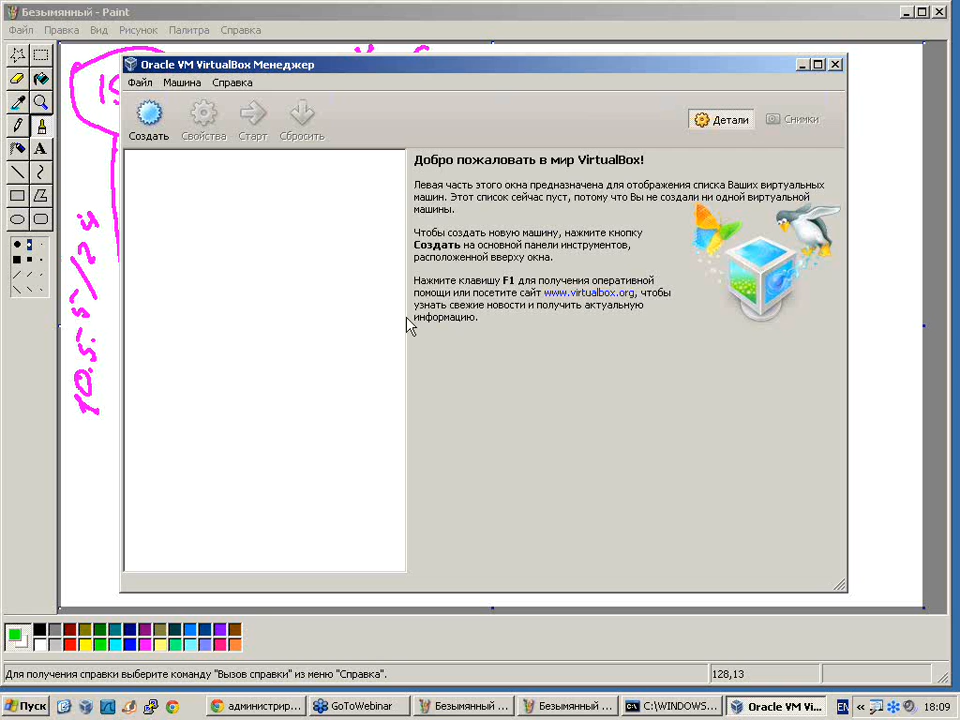 Безымянный - Paint
Файл Правка Вид Рисунок Палитра Справка
Oracle VM VirtualBox Менеджер
Файл Машина Справка
Создать Свойства Старт Сбросить
Детали Снимки
Добро пожаловать в мир VirtualBox!
Левая часть этого окна предназначена для отображения списка Ваших виртуальных
машин. Этот список сейчас пуст, потому что Вы не создали ни одной виртуальной
машины.
Чтобы создать новую машину, нажмите кнопку
Создать на основной панели инструментов,
расположенной вверху окна.
Нажмите клавишу F1 для получения оперативной
помощи или посетите сайт www.virtualbox.org, чтобы
узнать свежие новости и получить актуальную
информацию.
10.5.5/24
Для получения справки выберите команду "Вызов справки" из меню "Справка".
128,13
Пуск
администрир...
GoToWebinar
Безымянный ...
Безымянный ...
C:\WINDOWS...
Oracle VM Vi...
EN
18:09